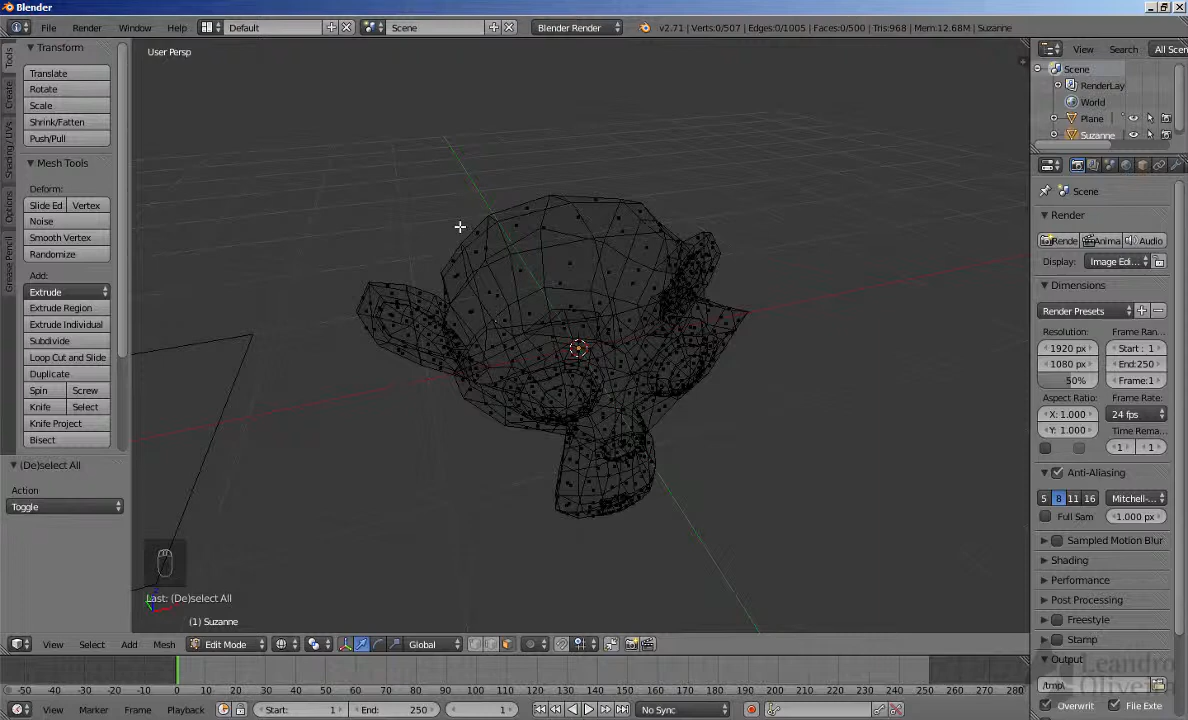 Blender
File Render Window Help Default Scene Blender Render v2.71 | Verts:0/507 | Edges:0/1005 | Faces:0/500 | Tris:968 | Mem:12.68M | Suzanne
Tools
Create
Shading / UVs
Options
Grease Pencil
Transform
Translate
Rotate
Scale
Shrink/Fatten
Push/Pull
Mesh Tools
Deform:
Slide Ed Vertex
Noise
Smooth Vertex
Randomize
Add:
Extrude
Extrude Region
Extrude Individual
Subdivide
Loop Cut and Slide
Duplicate
Spin Screw
Knife Select
Knife Project
Bisect
(De)select All
Action
Toggle
User Persp
Last: (De)select All
(1) Suzanne
View Select Add Mesh Edit Mode Global
View Search All Scen
Scene
RenderLay
World
Plane
Suzanne
Scene
Render
Rende Anima Audio
Display: Image Edi...
Dimensions
Render Presets
Resolution: Frame Ran...
1920 px Start : 1
1080 px End:250
50% Frame:1
Aspect Ratio: Frame Rate:
X: 1.000 24 fps
Y: 1.000 Time Rema...
1 1
Anti-Aliasing
5 8 11 16 Mitchell-...
Full Sam 1.000 px
Sampled Motion Blur
Shading
Performance
Post Processing
Freestyle
Stamp
Output
/tmp\
Overwrit File Exte
Leandro
Oliveira
-50 -40 -30 -20 -10 0 10 20 30 40 50 60 70 80 90 100 110 120 130 140 150 160 170 180 190 200 210 220 230 240 250 260 270 280
View Marker Frame Playback Start: 1 End: 250 1 No Sync